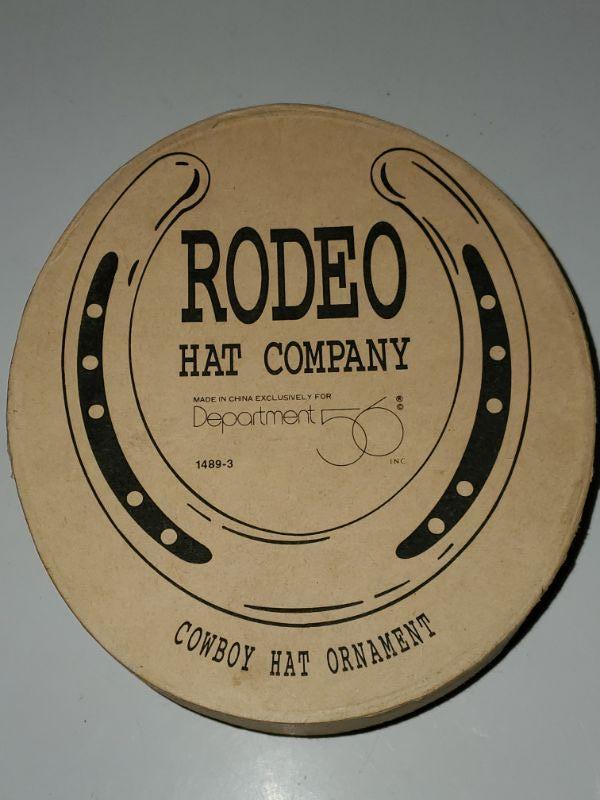 RODEO
HAT COMPANY
MADE IN CHINA EXCLUSIVELY FOR
Department 56 ® ©
INC
1489-3
COWBOY HAT ORNAMENT